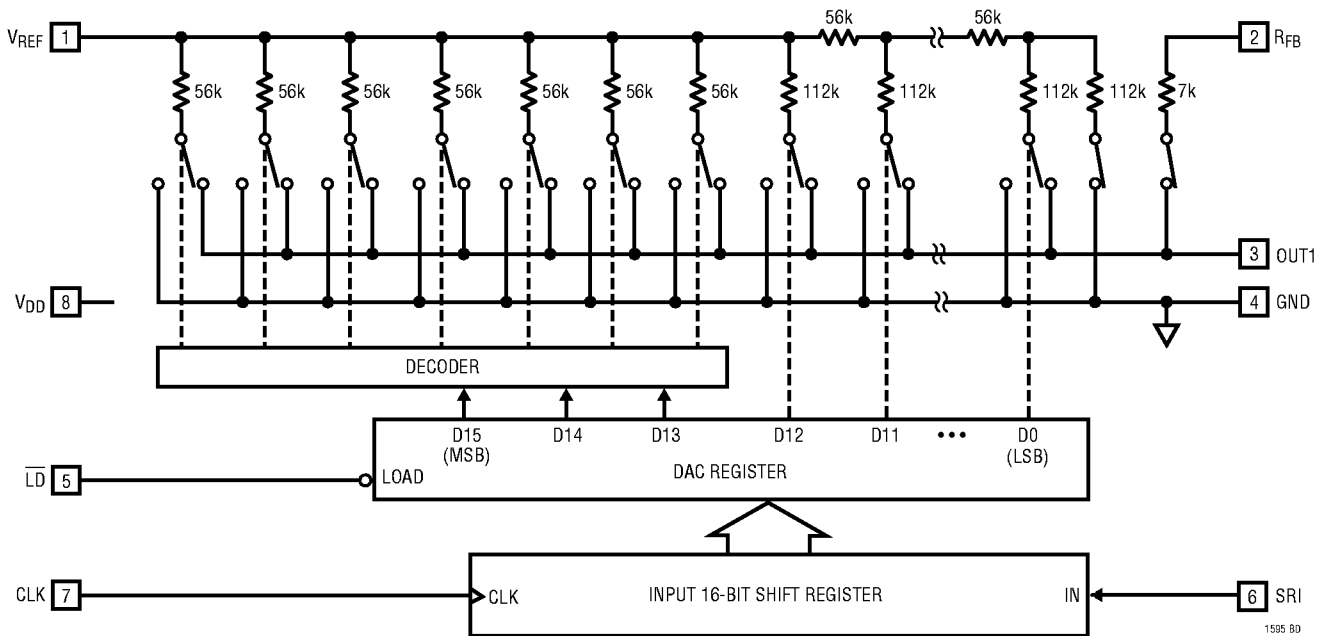 56k 56k
VREF 1 2 RFB
56k 56k 56k 56k 56k 56k 56k 112k 112k 112k 112k 7k
3 OUT1
VDD 8 4 GND
DECODER
D15 D14 D13 D12 D11 ••• D0
(MSB) (LSB)
LOAD DAC REGISTER
LD 5
CLK 7 CLK INPUT 16-BIT SHIFT REGISTER IN 6 SRI
1595 BD